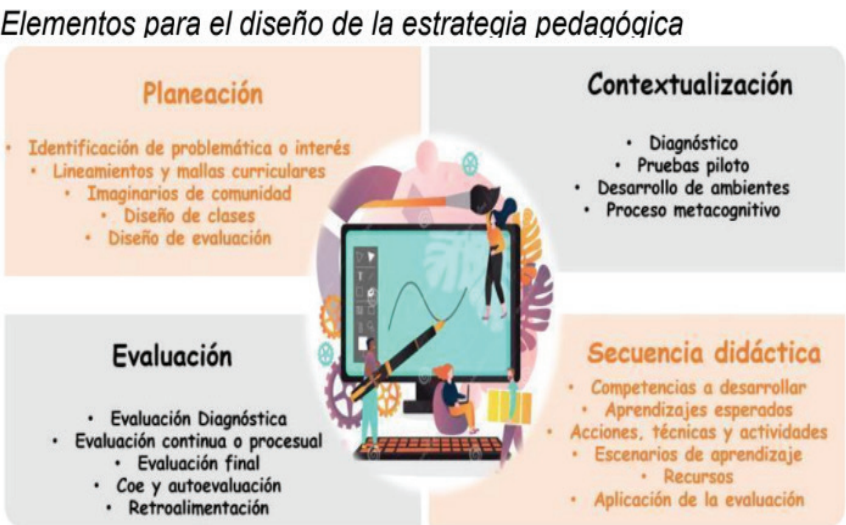 Elementos para el diseño de la estrategia pedagógica
Planeación
• Identificación de problemática o interés
• Lineamientos y mallas curriculares
• Imaginarios de comunidad
• Diseño de clases
• Diseño de evaluación
Contextualización
• Diagnóstico
• Pruebas piloto
• Desarrollo de ambientes
• Proceso metacognitivo
Evaluación
• Evaluación Diagnóstica
• Evaluación continua o procesual
• Evaluación final
• Coe y autoevaluación
• Retroalimentación
Secuencia didáctica
• Competencias a desarrollar
• Aprendizajes esperados
• Acciones, técnicas y actividades
• Escenarios de aprendizaje
• Recursos
• Aplicación de la evaluación